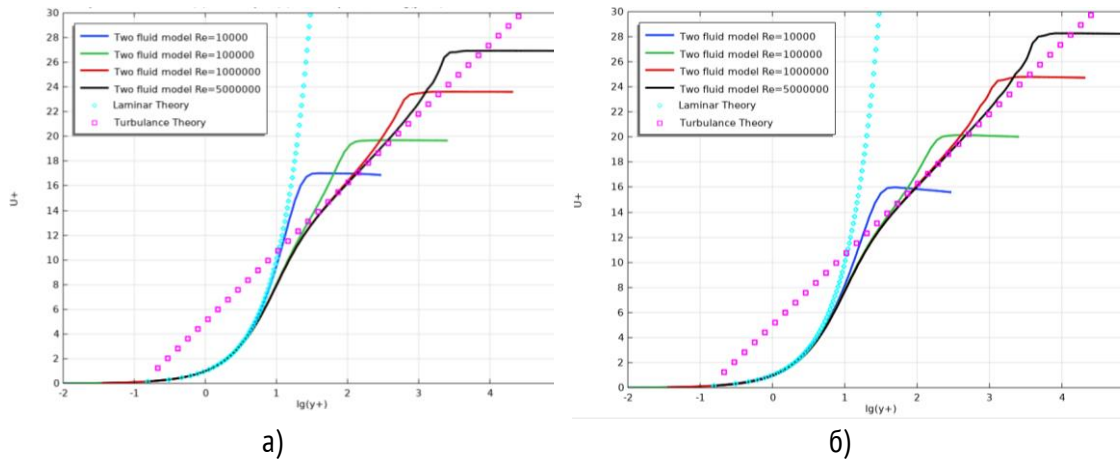 30
28
26
24
22
20
18
16
14
12
10
8
6
4
2
0
U+
Two fluid model Re=10000
Two fluid model Re=100000
Two fluid model Re=1000000
Two fluid model Re=5000000
Laminar Theory
Turbulance Theory
-2 -1 0 1 2 3 4
lg(y+)
a)
30
28
26
24
22
20
18
16
14
12
10
8
6
4
2
0
U+
Two fluid model Re=10000
Two fluid model Re=100000
Two fluid model Re=1000000
Two fluid model Re=5000000
Laminar Theory
Turbulance Theory
-2 -1 0 1 2 3 4
lg(y+)
б)